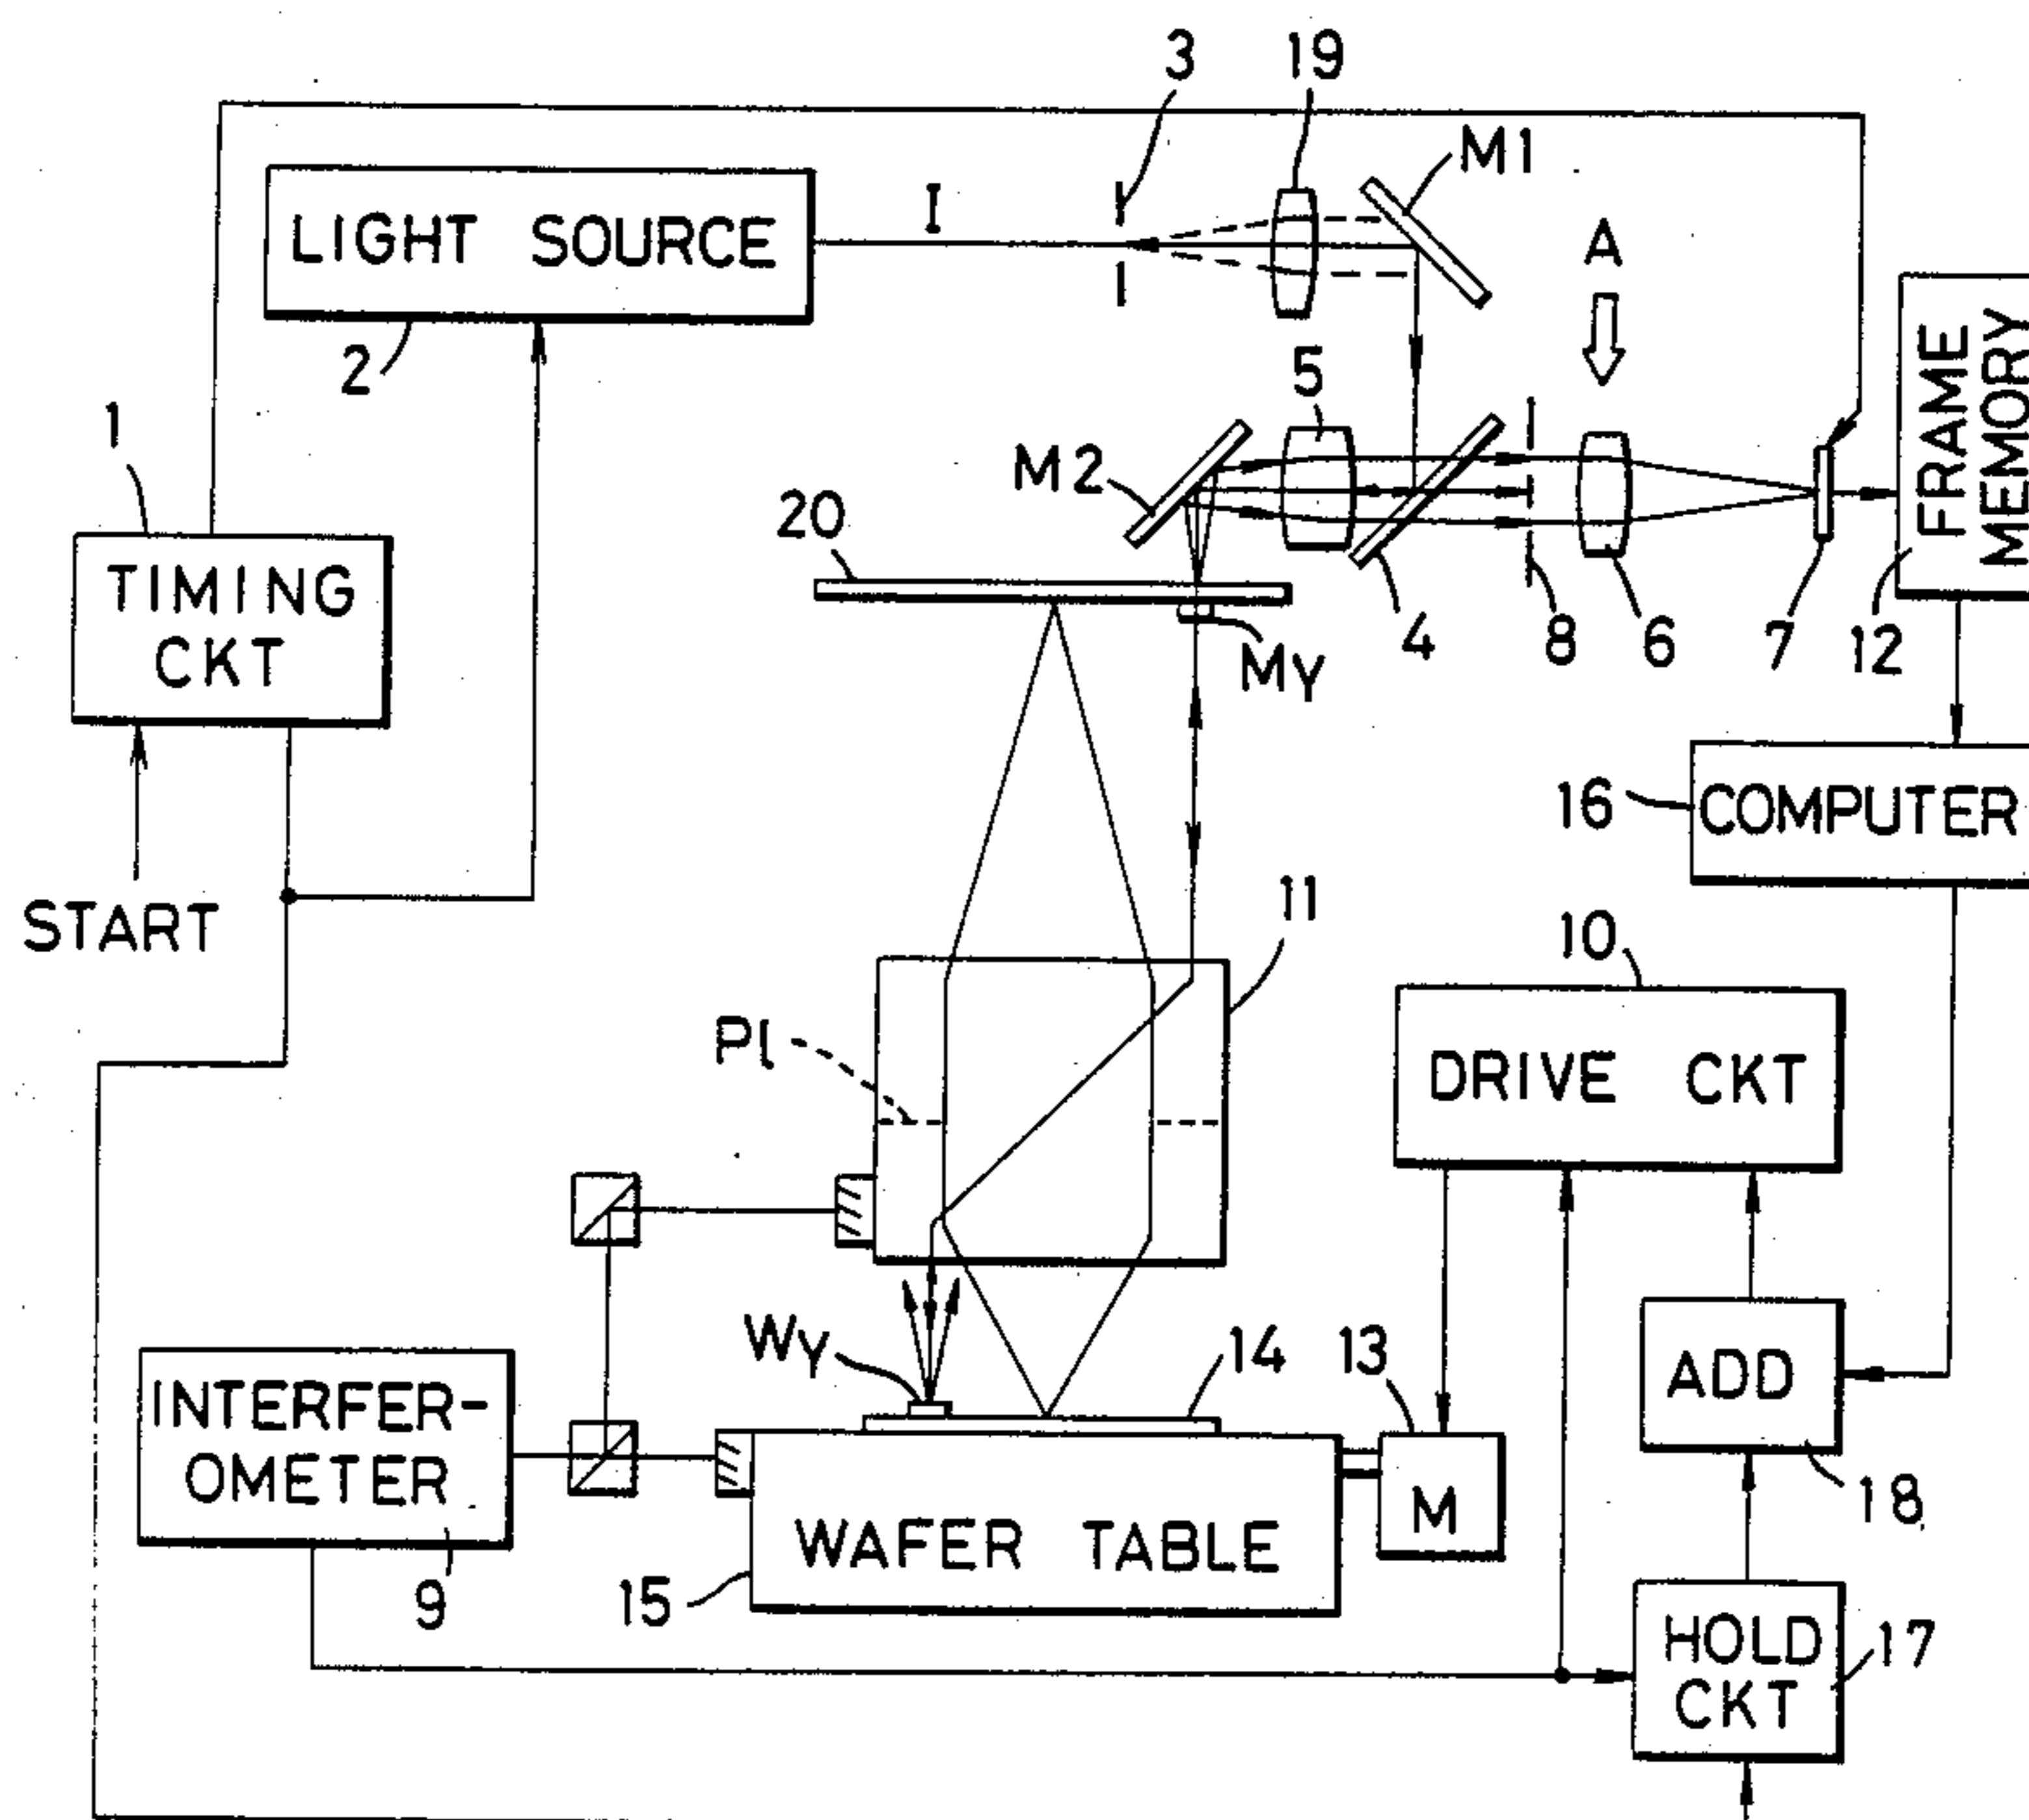 3
19
M1
LIGHT SOURCE
I
A
2
5
FRAME
MEMORY
1
M2
20
TIMING
CKT
4
8
6
7
12
My
16
COMPUTER
START
11
10
Pl
DRIVE CKT
Wy
14
13
INTERFER-
OMETER
ADD
M
18
WAFER TABLE
9
15
HOLD
CKT
17